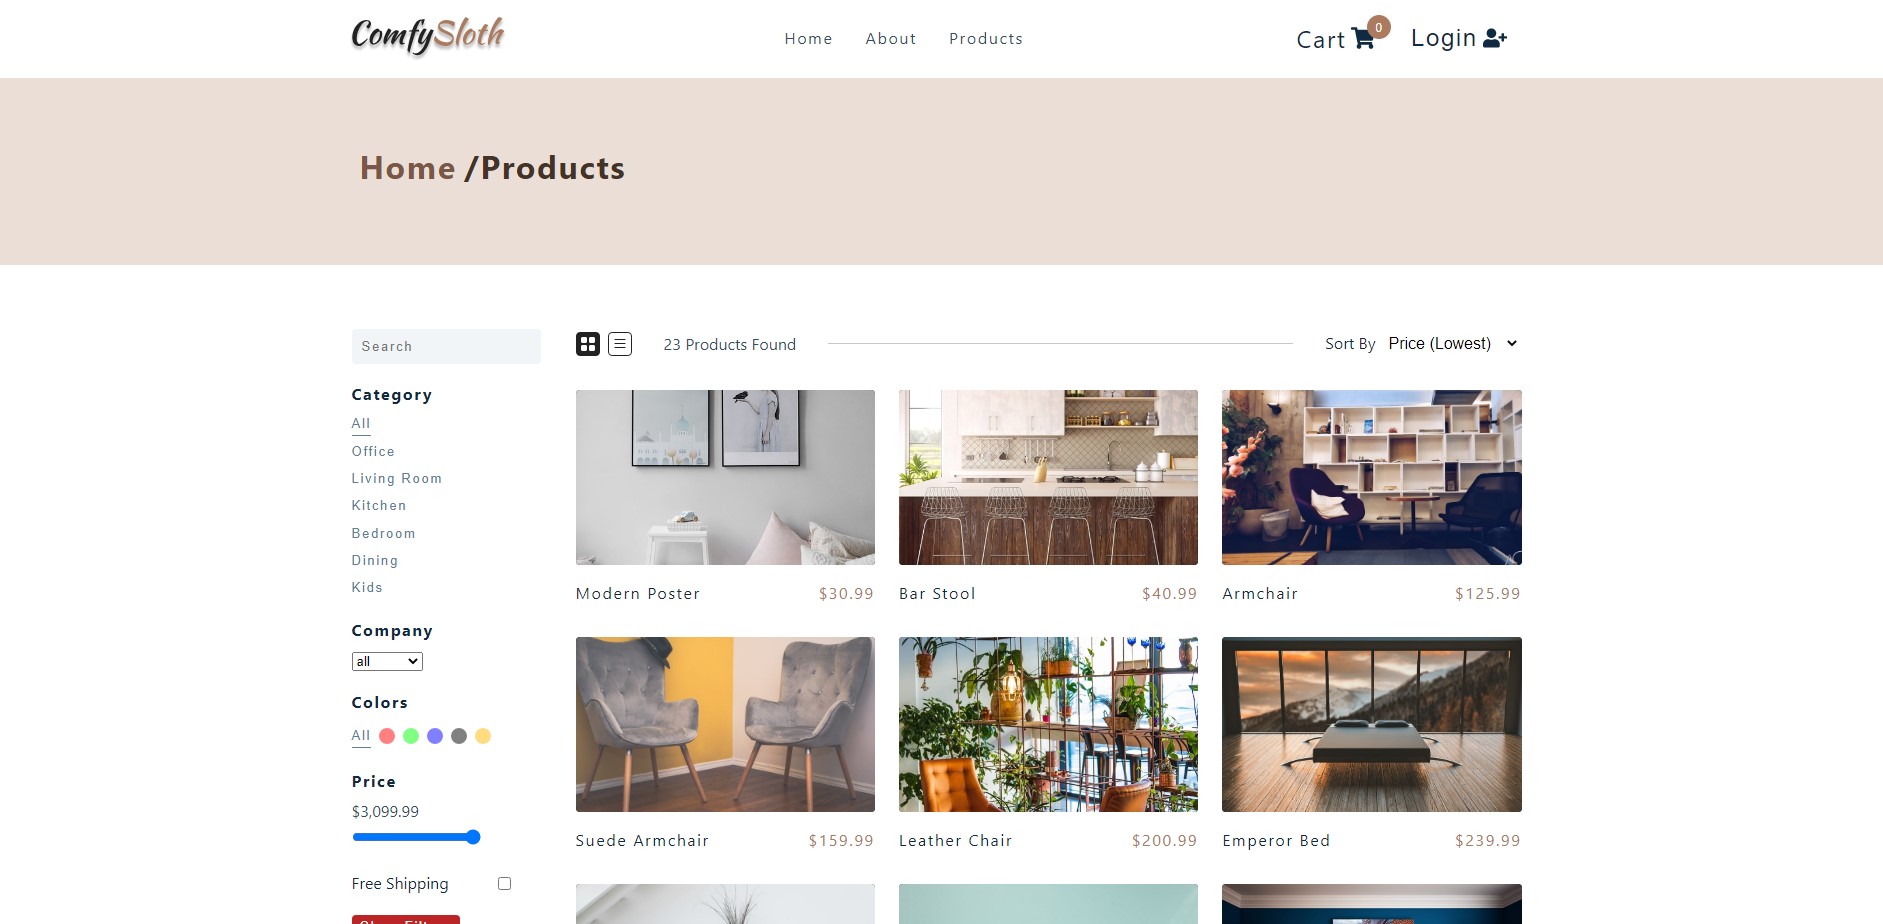 ComfySloth
Home About Products
Cart 0 Login
Home /Products
Search
23 Products Found
Sort By Price (Lowest)
Category
All
Office
Living Room
Kitchen
Bedroom
Dining
Kids
Company
all
Colors
All
Price
$3,099.99
Free Shipping
Modern Poster $30.99
Bar Stool $40.99
Armchair $125.99
Suede Armchair $159.99
Leather Chair $200.99
Emperor Bed $239.99